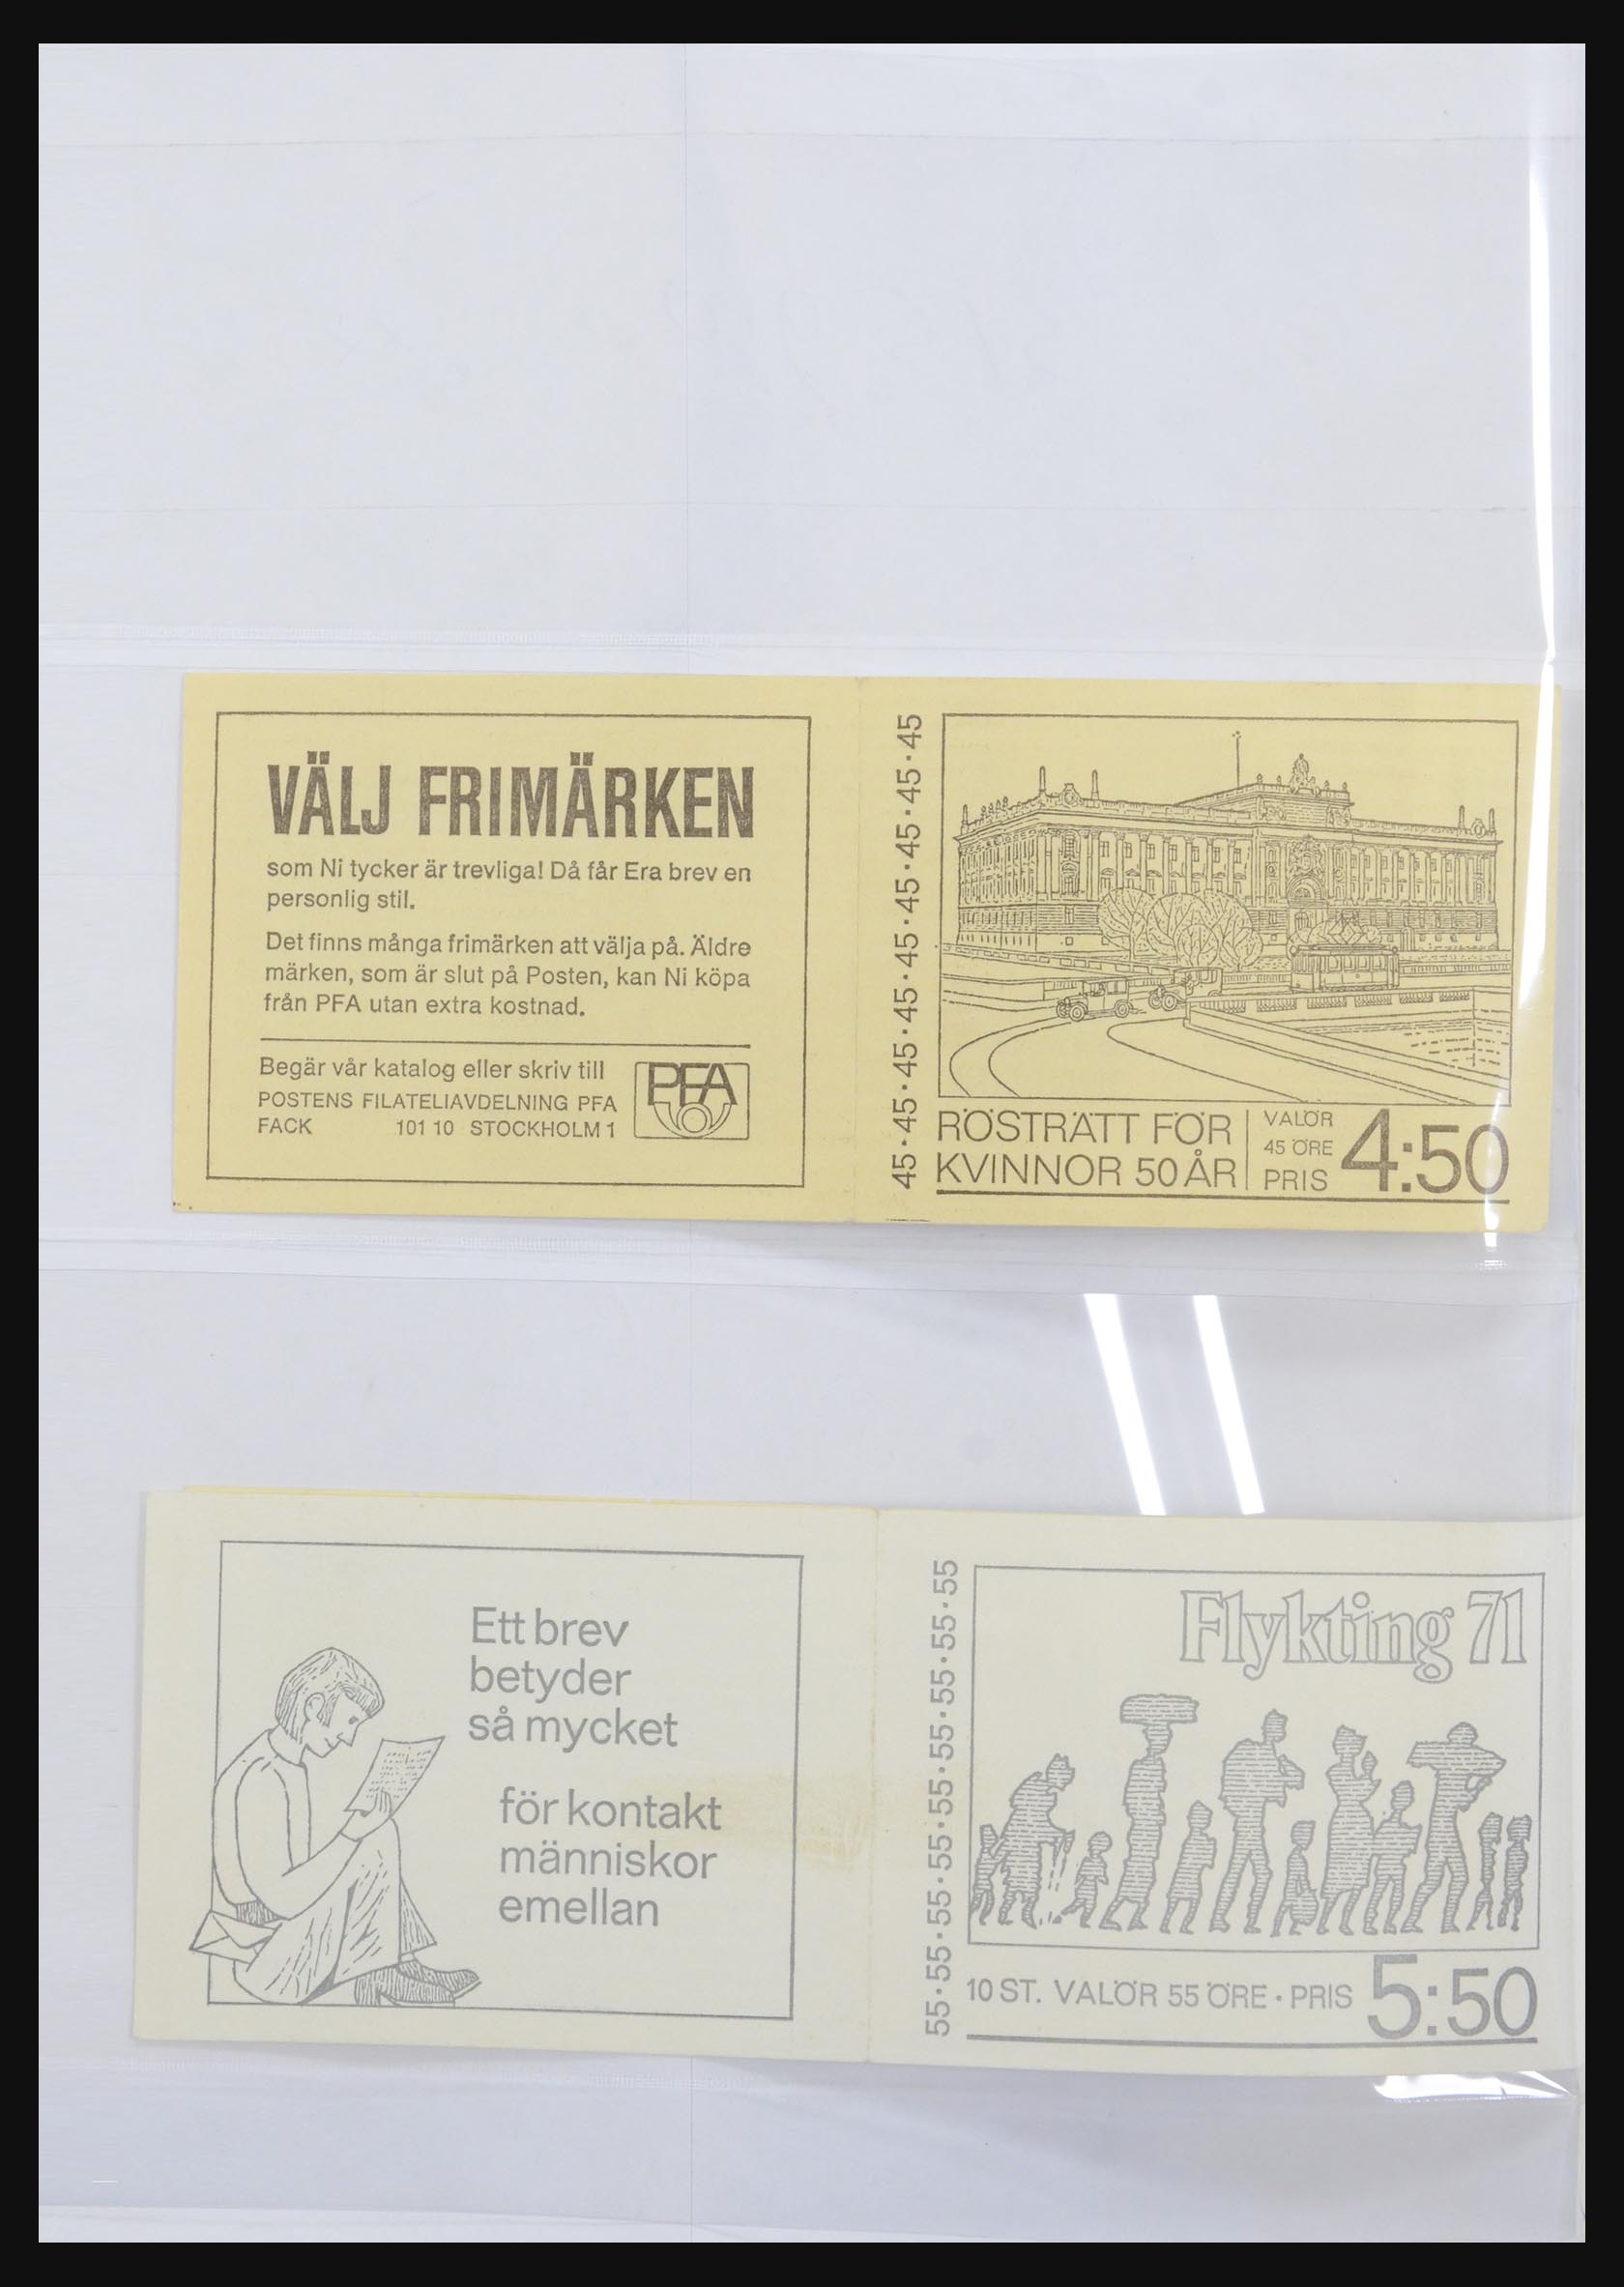 VÄLJ FRIMÄRKEN
som Ni tycker är trevliga! Då får Era brev en
personlig stil.
Det finns många frimärken att välja på. Äldre
märken, som är slut på Posten, kan Ni köpa
från PFA utan extra kostnad.
Begär vår katalog eller skriv till
POSTENS FILATELIAVDELNING PFA
FACK 101 10 STOCKHOLM 1
PFA
45·45·45·45·45·45·45·45·45
RÖSTRÄTT FÖR
KVINNOR 50 ÅR
VALÖR
45 ÖRE
PRIS
4:50
Ett brev
betyder
så mycket
för kontakt
människor
emellan
55·55·55·55·55·55·55·55·55
Flykting 71
10 ST. VALÖR 55 ÖRE · PRIS 5:50